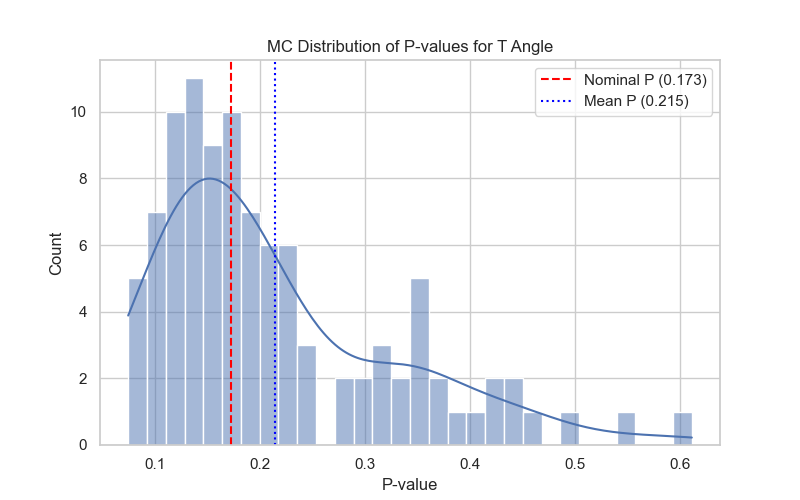 MC Distribution of P-values for T Angle
Nominal P (0.173)
Mean P (0.215)
Count
10
8
6
4
2
0
0.1 0.2 0.3 0.4 0.5 0.6
P-value